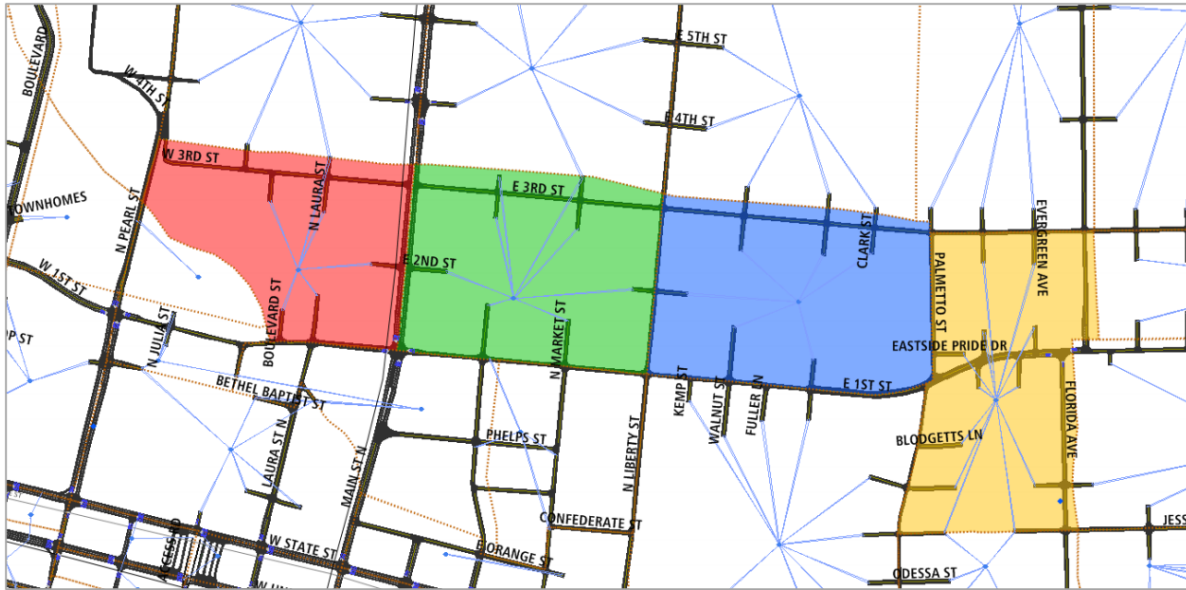 BOULEVARD
E 5TH ST
W 4TH ST
E 4TH ST
W 3RD ST
E 3RD ST
N LAURA ST
N PEARL ST
TOWNHOMES
CLARK ST
EVERGREEN AVE
PALMETTO ST
E 2ND ST
W 1ST ST
N JULIA ST
BOULEVARD ST
N MARKET ST
EASTSIDE PRIDE DR
E 1ST ST
KEMP ST
WALNUT ST
FULLER LN
BETHEL BAPTIST ST
FLORIDA AVE
BLODGETTS LN
PHELPS ST
LAURA ST N
MAIN ST N
N LIBERTY ST
CONFEDERATE ST
JESS
W STATE ST
E ORANGE ST
ACCESS RD
ODESSA ST